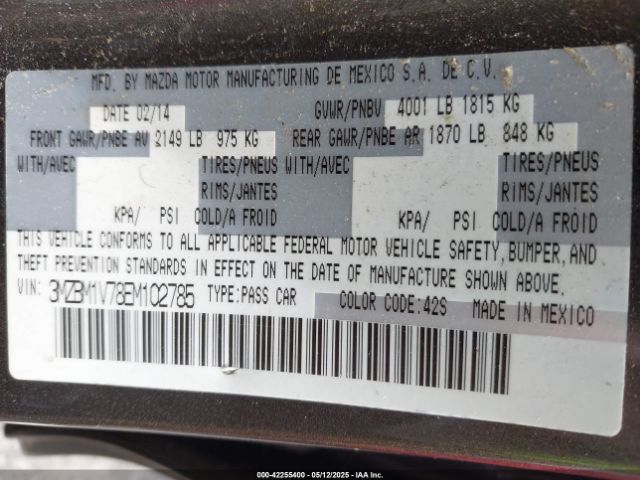 MFD. BY MAZDA MOTOR MANUFACTURING DE MEXICO S.A. DE C.V.
DATE 02/14 GVWR/PNBV 4001 LB 1815 KG
FRONT GAWR/PNBE AV 2149 LB 975 KG REAR GAWR/PNBE AR 1870 LB 848 KG
WITH/AVEC TIRES/PNEUS WITH/AVEC TIRES/PNEUS
RIMS/JANTES RIMS/JANTES
KPA/ PSI COLD/A FROID KPA/ PSI COLD/A FROID
THIS VEHICLE CONFORMS TO ALL APPLICABLE FEDERAL MOTOR VEHICLE SAFETY, BUMPER, AND
THEFT PREVENTION STANDARDS IN EFFECT ON THE DATE OF MANUFACTURE SHOWN ABOVE.
VIN: 3MZBM1V78EM102785 TYPE:PASS CAR COLOR CODE:42S MADE IN MEXICO
000-42255400 - 05/12/2025 - IAAI.COM